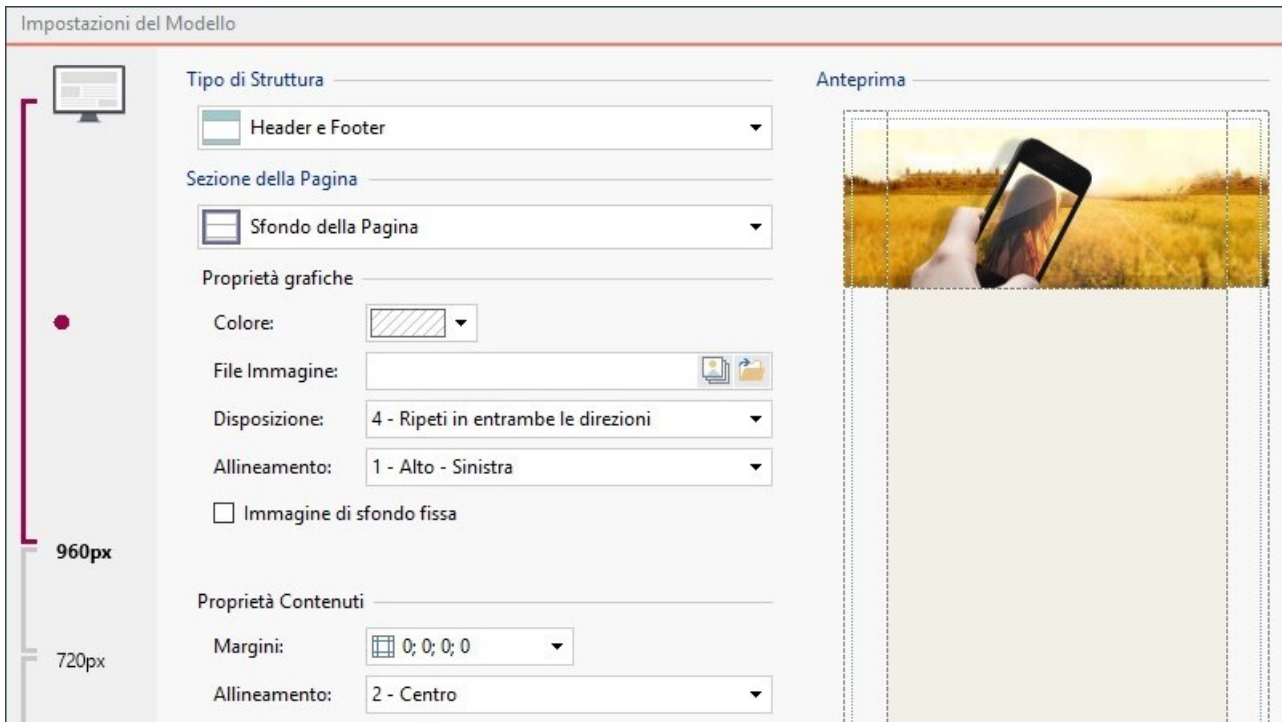 Impostazioni del Modello
Tipo di Struttura
Header e Footer
Sezione della Pagina
Sfondo della Pagina
Proprietà grafiche
Colore:
File Immagine:
Disposizione: 4 - Ripeti in entrambe le direzioni
Allineamento: 1 - Alto - Sinistra
Immagine di sfondo fissa
Proprietà Contenuti
Margini: 0; 0; 0; 0
Allineamento: 2 - Centro
960px
720px
Anteprima